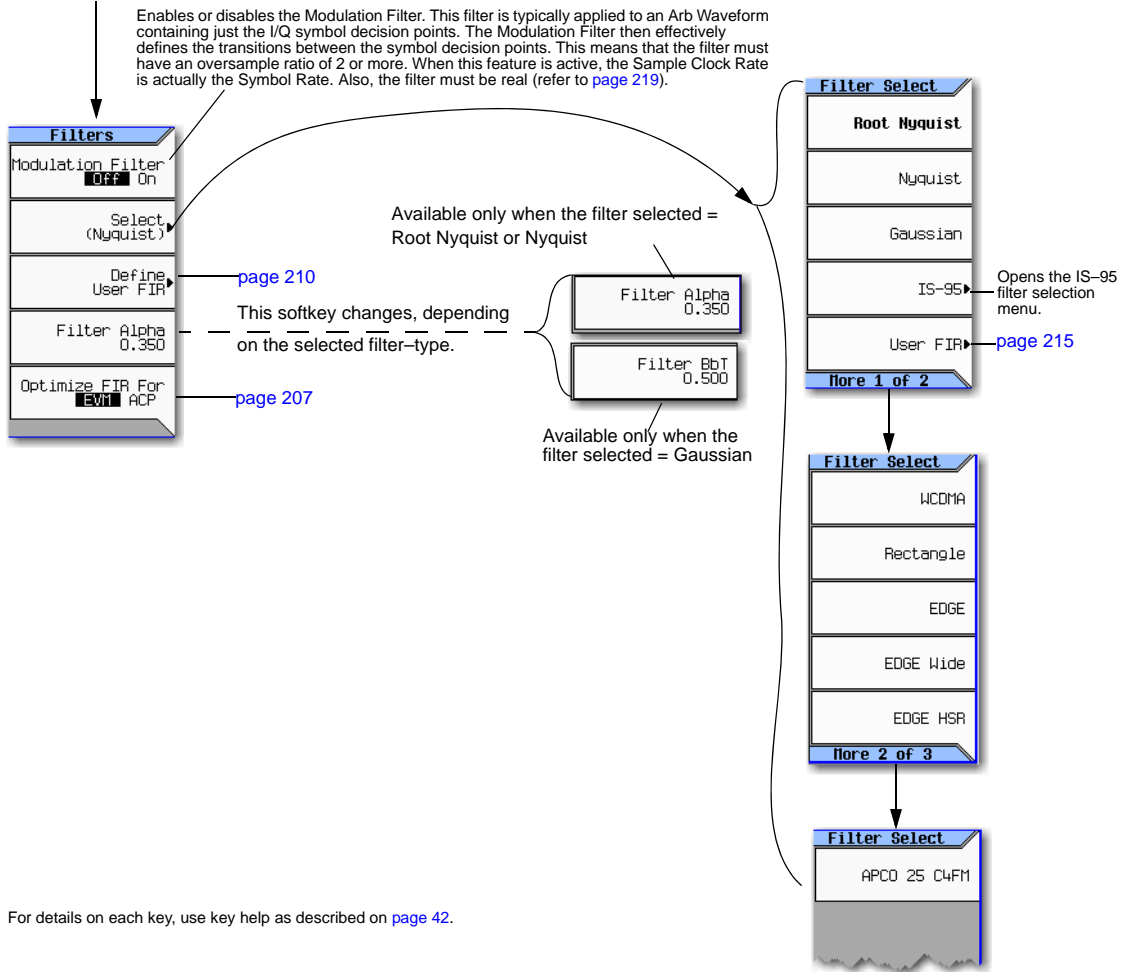 Enables or disables the Modulation Filter. This filter is typically applied to an Arb Waveform
containing just the I/Q symbol decision points. The Modulation Filter then effectively
defines the transitions between the symbol decision points. This means that the filter must
have an oversample ratio of 2 or more. When this feature is active, the Sample Clock Rate
is actually the Symbol Rate. Also, the filter must be real (refer to page 219).
Filters
Modulation Filter
Off On
Select
(Nyquist)
Define
User FIR
page 210
Filter Alpha
0.350
This softkey changes, depending
on the selected filter–type.
Optimize FIR For
EVM ACP
page 207
Available only when the filter selected =
Root Nyquist or Nyquist
Filter Alpha
0.350
Filter BbT
0.500
Available only when the
filter selected = Gaussian
Filter Select
Root Nyquist
Nyquist
Gaussian
IS-95
Opens the IS–95
filter selection
menu.
User FIR
page 215
More 1 of 2
Filter Select
WCDMA
Rectangle
EDGE
EDGE Wide
EDGE HSR
More 2 of 3
Filter Select
APCO 25 C4FM
For details on each key, use key help as described on page 42.